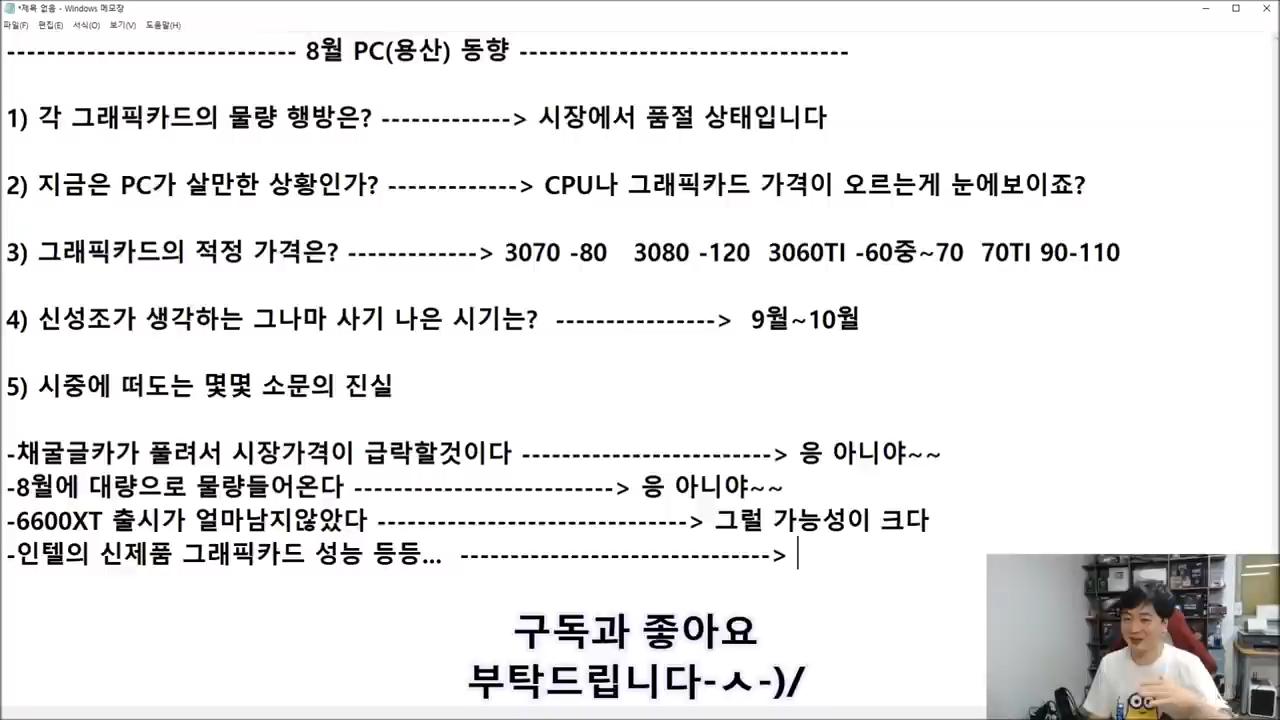 *제목 없음 - Windows 메모장
파일(F) 편집(E) 서식(O) 보기(V) 도움말(H)
----------------------------- 8월 PC(용산) 동향 ---------------------------------
1) 각 그래픽카드의 물량 행방은? -------------> 시장에서 품절 상태입니다
2) 지금은 PC가 살만한 상황인가? -------------> CPU나 그래픽카드 가격이 오르는게 눈에보이죠?
3) 그래픽카드의 적정 가격은? -------------> 3070 -80 3080 -120 3060TI -60중~70 70TI 90-110
4) 신성조가 생각하는 그나마 사기 나은 시기는? ----------------> 9월~10월
5) 시중에 떠도는 몇몇 소문의 진실
-채굴글카가 풀려서 시장가격이 급락할것이다 -------------------------> 응 아니야~~
-8월에 대량으로 물량들어온다 --------------------------> 응 아니야~~
-6600XT 출시가 얼마남지않았다 -------------------------------> 그럴 가능성이 크다
-인텔의 신제품 그래픽카드 성능 등등... ------------------------------->
구독과 좋아요
부탁드립니다-ㅅ-)/